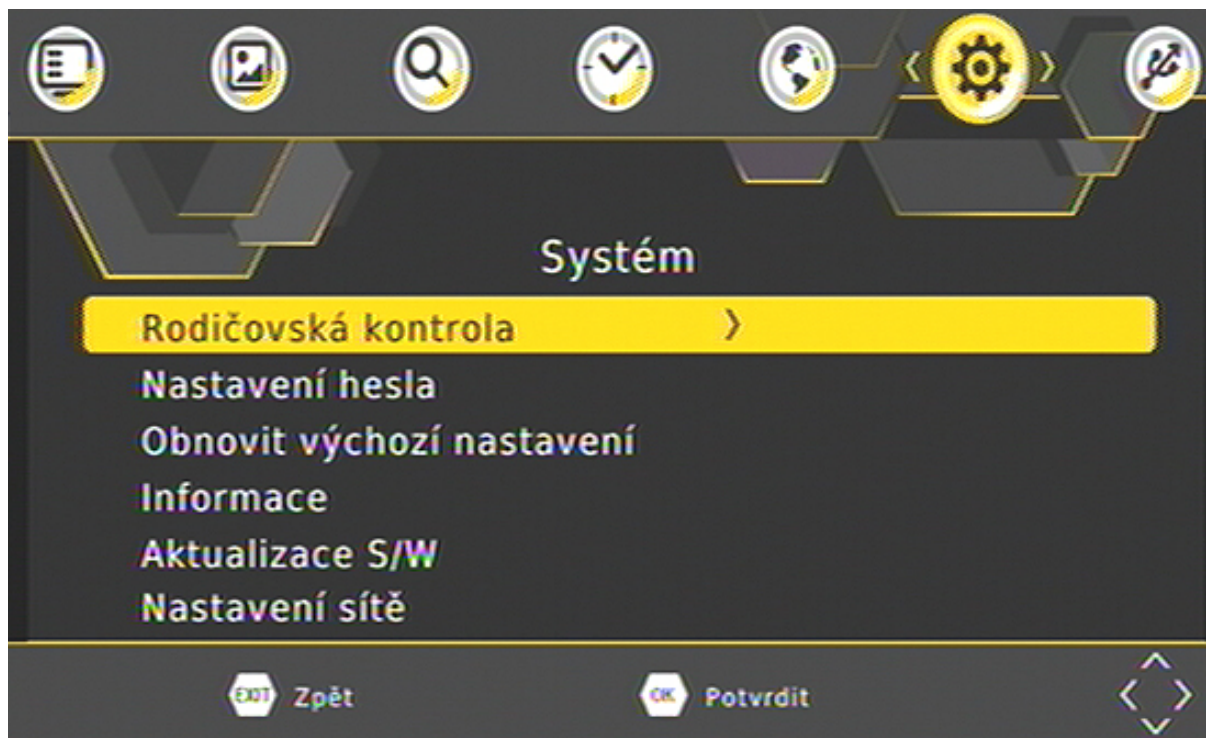 Systém
Rodičovská kontrola
Nastavení hesla
Obnovit výchozí nastavení
Informace
Aktualizace S/W
Nastavení sítě
EXIT Zpět
OK Potvrdit